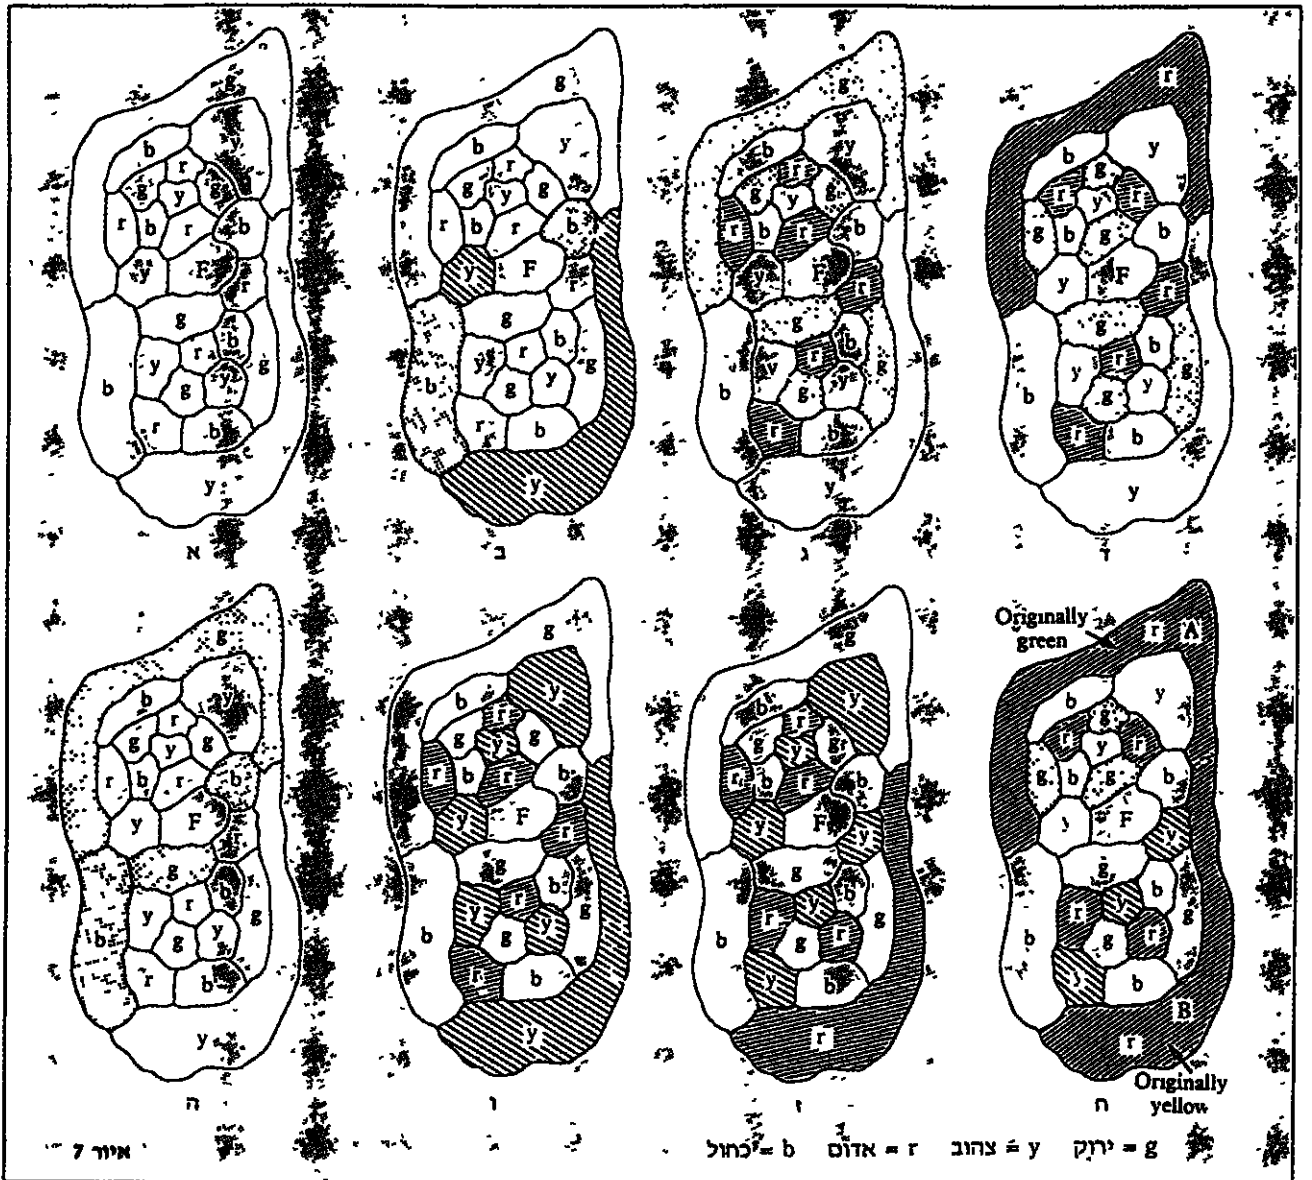 g
b y
r
g y g
r b r b
y F r
g b
y r
b g y g
r b
y
א
g
b y
r
g y g
r b r b
y F r
g b
y r
b g y g
r b
y
ב
g
b y
r
g y g
r b r b
y F r
g b
y r
b g y g
r b
y
ג
r
b y
g
r y r
g b g b
y F r
g b
y r
b g y g
r b
y
ד
g
b y
r
g y g
r b r b
y F
g b
y r
b g y g
r b
y
ה
g
b y
r
g y g
r b r b
y F r
g b
y r
b g y g
r b
y
ו
g
b y
r
g y g
r b r b
y F y
g b
r y
b g r g
y b
r
ז
Originally
green
r A
b y
g
r y r
g b g b
y F y
g b
r y
b g r g
y b
B
r
Originally
yellow
ח
g = ירוק y = צהוב r = אדום b = כחול
איור 7